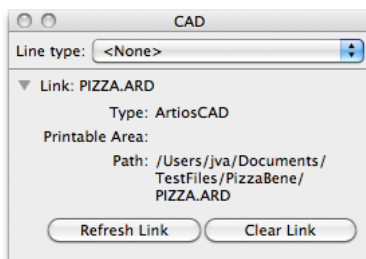 CAD
Line type: <None>
Link: PIZZA.ARD
Type: ArtiosCAD
Printable Area:
Path: /Users/jva/Documents/
TestFiles/PizzaBene/
PIZZA.ARD
Refresh Link Clear Link